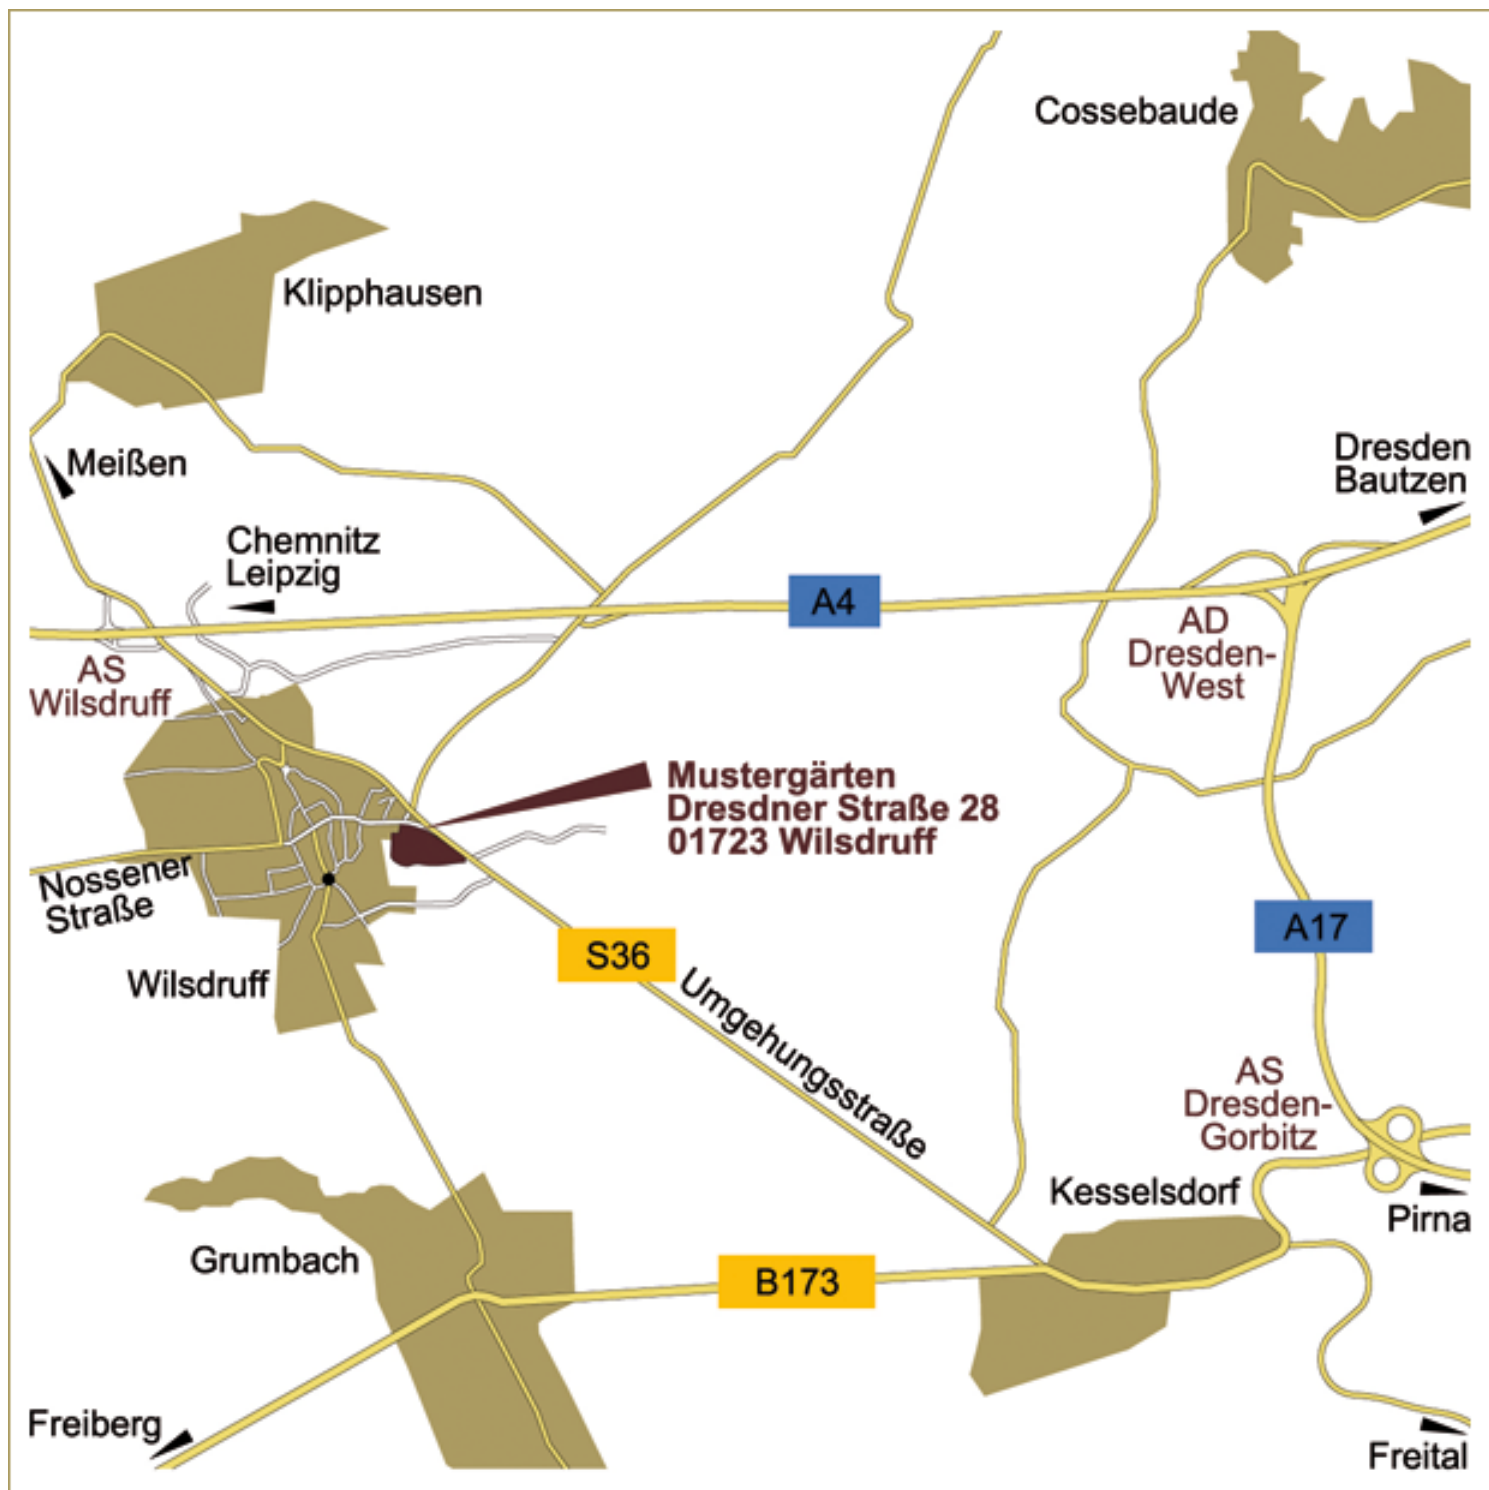 Cossebaude
Klipphausen
Meißen
Dresden
Bautzen
Chemnitz
Leipzig
A4
AD
Dresden-
West
AS
Wilsdruff
Mustergärten
Dresdner Straße 28
01723 Wilsdruff
Nossener
Straße
A17
S36
Wilsdruff
Umgehungsstraße
AS
Dresden-
Gorbitz
Kesselsdorf
Pirna
Grumbach
B173
Freiberg
Freital